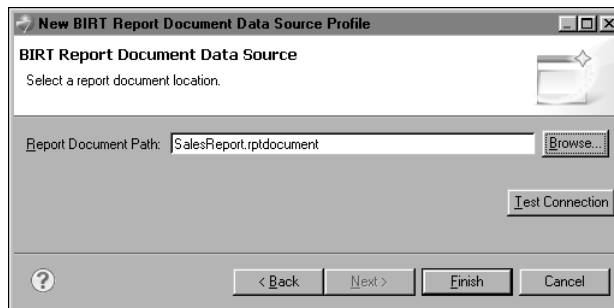 New BIRT Report Document Data Source Profile
BIRT Report Document Data Source
Select a report document location.
Report Document Path: SalesReport.rptdocument Browse...
Test Connection
? < Back Next > Finish Cancel